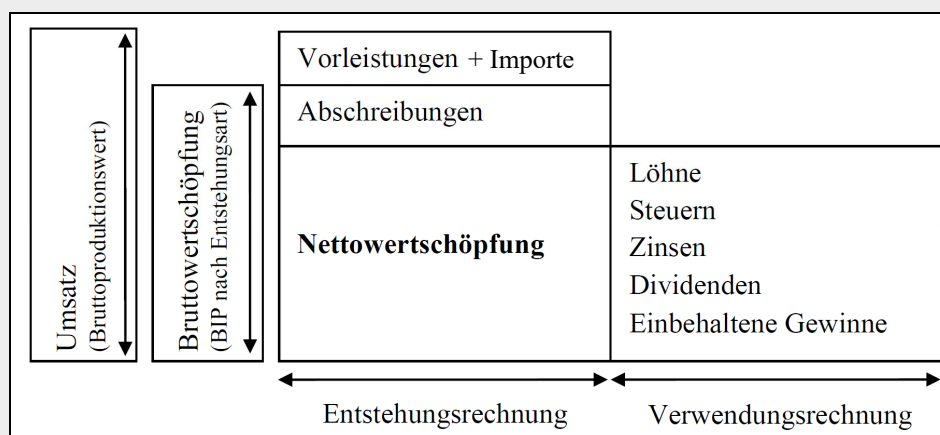 Umsatz
(Bruttoproduktionswert)
Bruttowertschöpfung
(BIP nach Entstehungsart)
Vorleistungen + Importe
Abschreibungen
Nettowertschöpfung
Löhne
Steuern
Zinsen
Dividenden
Einbehaltene Gewinne
Entstehungsrechnung
Verwendungsrechnung